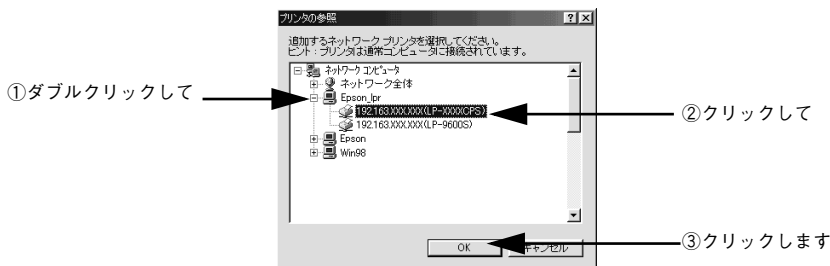 プリンタの参照
追加するネットワーク プリンタを選択してください。
ヒント：プリンタは通常コンピュータに接続されています。
ネットワーク コンピュータ
ネットワーク全体
①ダブルクリックして
Epson_lpr
192.163.XXX.XXX(LP-XXXX(CPS)
②クリックして
192.163.XXX.XXX(LP-9600S)
Epson
Win98
OK
キャンセル
③クリックします